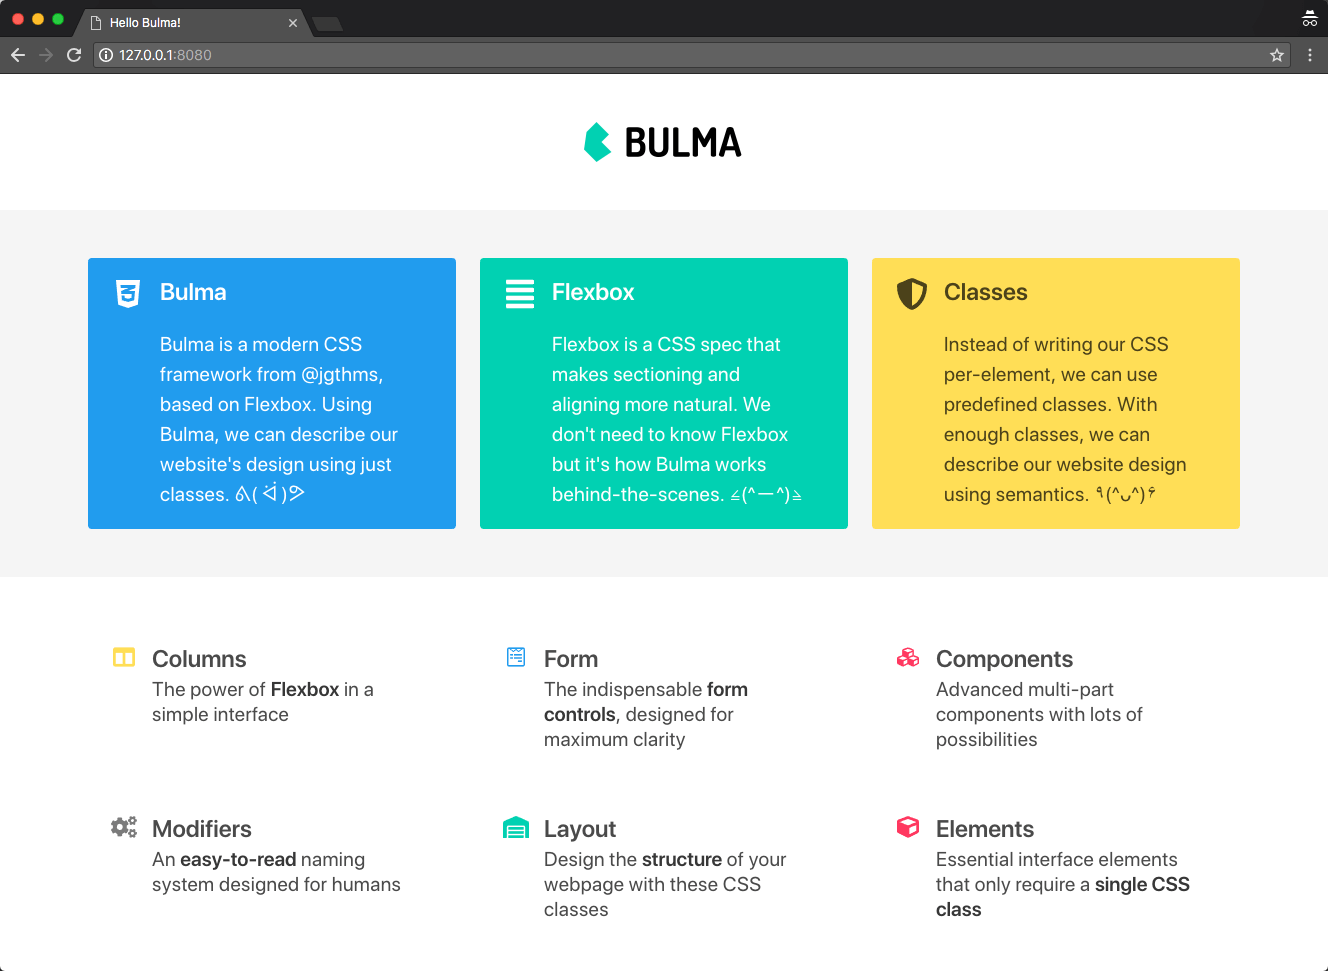 Hello Bulma!
127.0.0.1:8080
BULMA
Bulma
Bulma is a modern CSS
framework from @jgthms,
based on Flexbox. Using
Bulma, we can describe our
website's design using just
classes.
Flexbox
Flexbox is a CSS spec that
makes sectioning and
aligning more natural. We
don't need to know Flexbox
but it's how Bulma works
behind-the-scenes. ∠(^ー^)
Classes
Instead of writing our CSS
per-element, we can use
predefined classes. With
enough classes, we can
describe our website design
using semantics. ٩(^ᴗ^)۶
Columns
The power of Flexbox in a
simple interface
Form
The indispensable form
controls, designed for
maximum clarity
Components
Advanced multi-part
components with lots of
possibilities
Modifiers
An easy-to-read naming
system designed for humans
Layout
Design the structure of your
webpage with these CSS
classes
Elements
Essential interface elements
that only require a single CSS
class